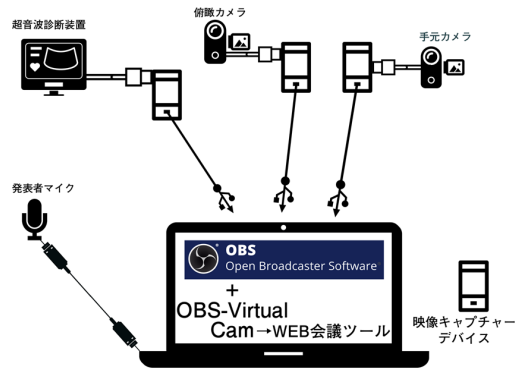 俯瞰カメラ
超音波診断装置
手元カメラ
発表者マイク
OBS
Open Broadcaster Software
+
OBS-Virtual
Cam→WEB会議ツール
映像キャプチャー
デバイス